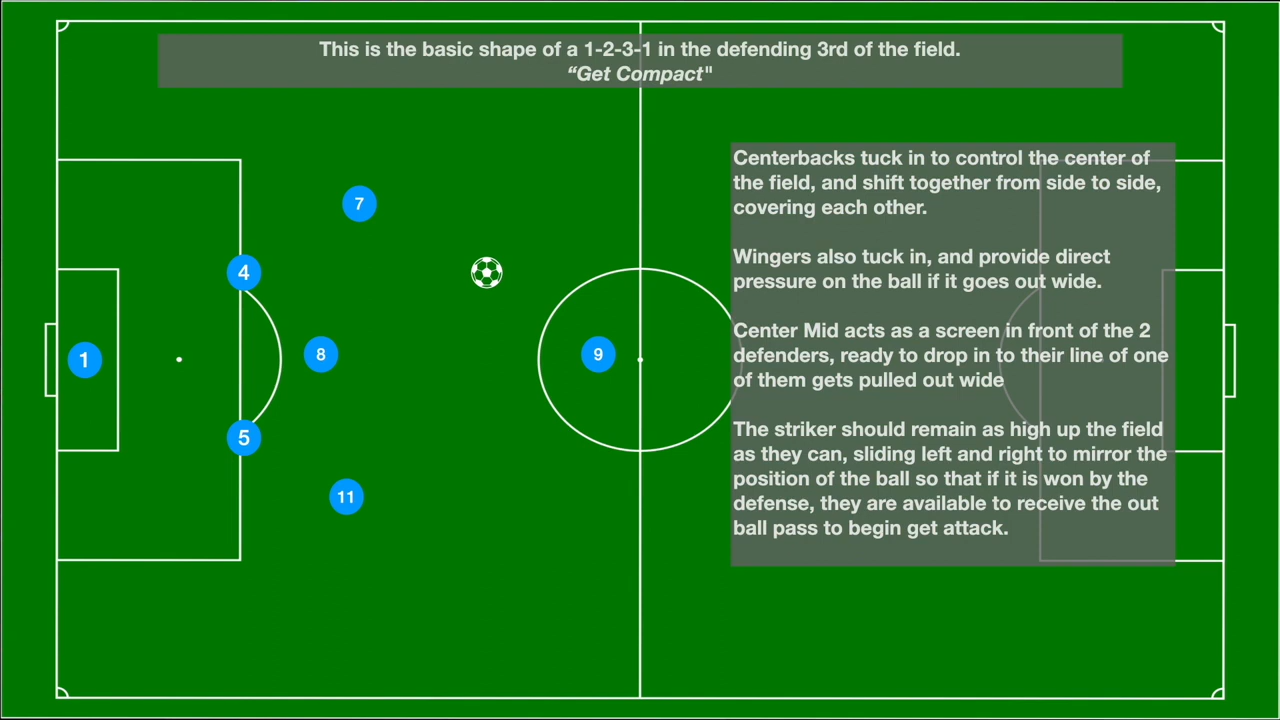 This is the basic shape of a 1-2-3-1 in the defending 3rd of the field.
“Get Compact"
Centerbacks tuck in to control the center of
the field, and shift together from side to side,
covering each other.
Wingers also tuck in, and provide direct
pressure on the ball if it goes out wide.
Center Mid acts as a screen in front of the 2
defenders, ready to drop in to their line of one
of them gets pulled out wide
The striker should remain as high up the field
as they can, sliding left and right to mirror the
position of the ball so that if it is won by the
defense, they are available to receive the out
ball pass to begin get attack.
7
4
8
9
1
5
11